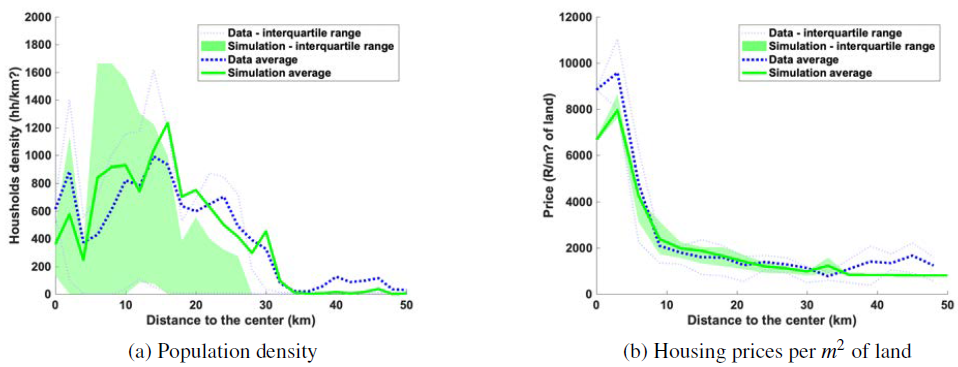 2000
1800
1600
1400
1200
1000
800
600
400
200
0
Housholds density (hh/km?)
Data - interquartile range
Simulation - interquartile range
Data average
Simulation average
0 10 20 30 40 50
Distance to the center (km)
(a) Population density
12000
10000
8000
6000
4000
2000
0
Price (R/m? of land)
Data - interquartile range
Simulation - interquartile range
Data average
Simulation average
0 10 20 30 40 50
Distance to the center (km)
(b) Housing prices per m² of land